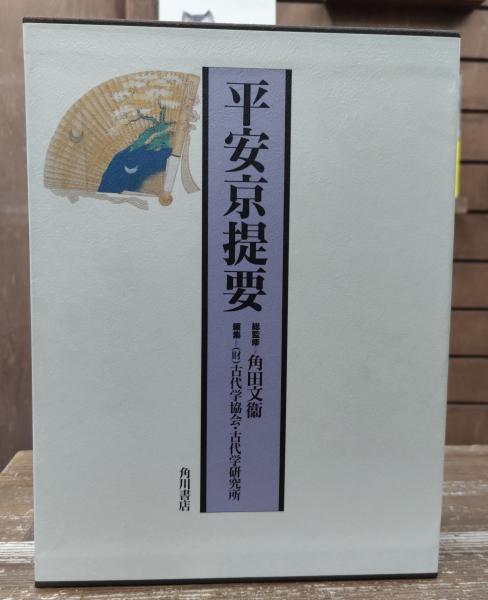 平安京提要
総監修=角田文衞
編集=(財)古代学協会・古代学研究所
角川書店